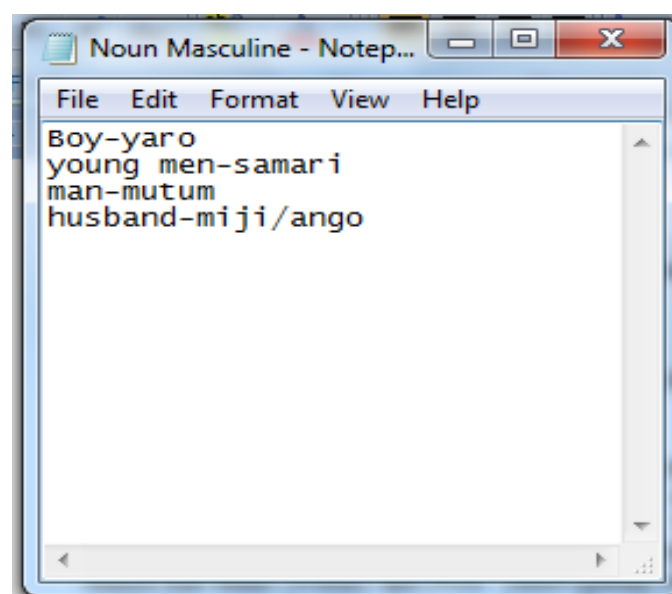 Noun Masculine - Notep...
File Edit Format View Help
Boy-yaro
young men-samari
man-mutum
husband-miji/ango